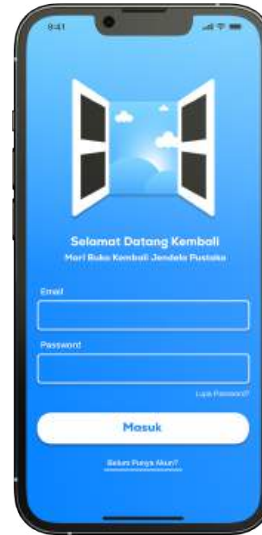 9:41
Selamat Datang Kembali
Mari Buka Kembali Jendela Pustaka
Email
Password
Lupa Password?
Masuk
Belum Punya Akun?